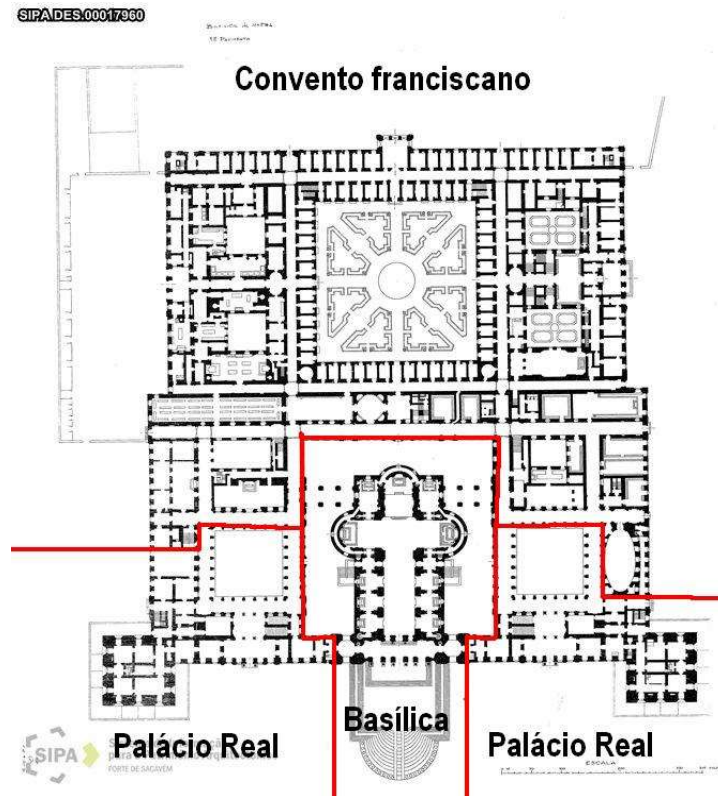 SIPA.DES.00017960
Convento franciscano
Basílica
Palácio Real
Palácio Real
SIPA
FORTE DE SACAVÉM
ESCALA